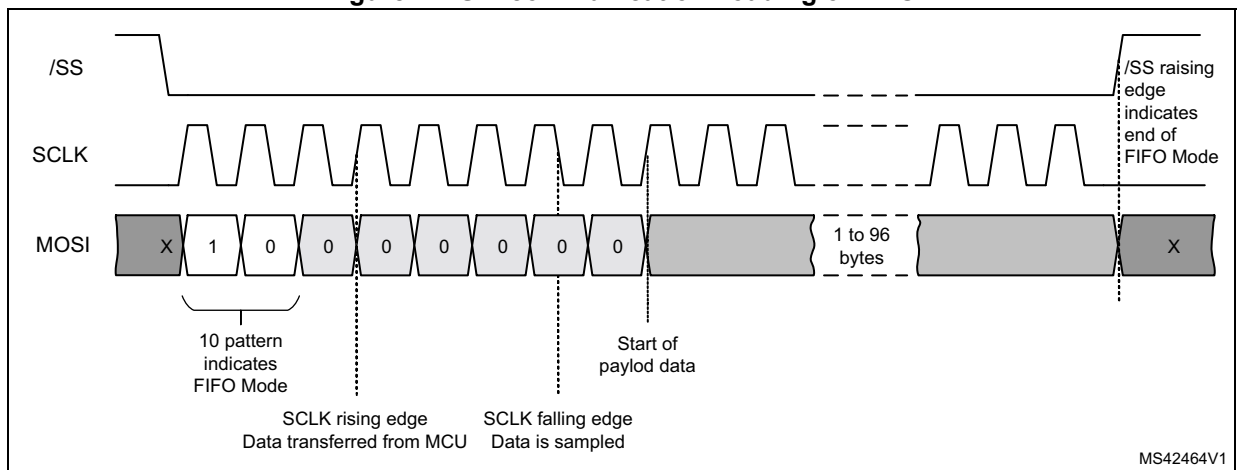 /SS
/SS raising
edge
indicates
end of
FIFO Mode
SCLK
MOSI
X 1 0 0 0 0 0 0 0
1 to 96
bytes
X
10 pattern
indicates
FIFO Mode
Start of
paylod data
SCLK rising edge
Data transferred from MCU
SCLK falling edge
Data is sampled
MS42464V1